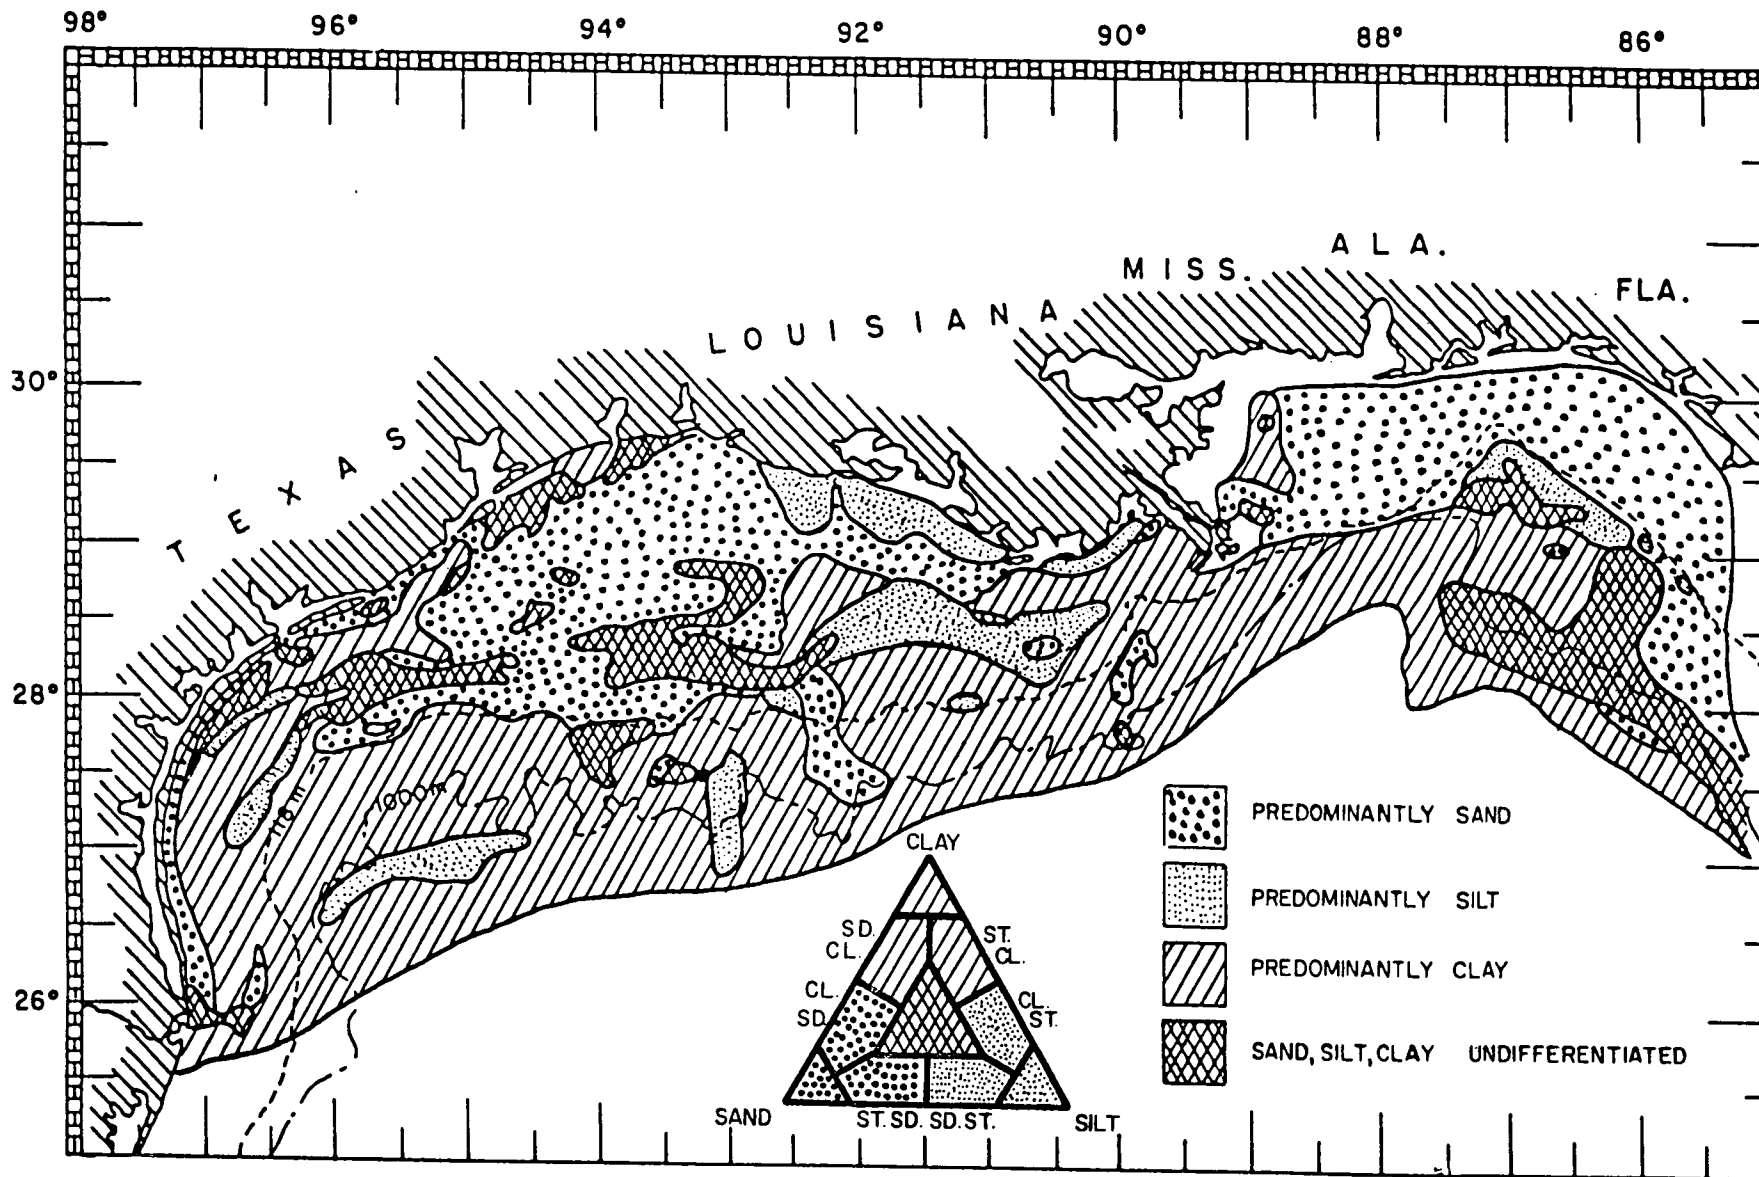 98° 96° 94° 92° 90° 88° 86°
ALA.
MISS.
FLA.
LOUISIANA
TEXAS
30°
28°
26°
118 m
1000 m
PREDOMINANTLY SAND
PREDOMINANTLY SILT
PREDOMINANTLY CLAY
SAND, SILT, CLAY UNDIFFERENTIATED
CLAY
SD.
CL.
ST.
CL.
CL.
SD.
CL.
ST.
SAND ST. SD. SD. ST. SILT